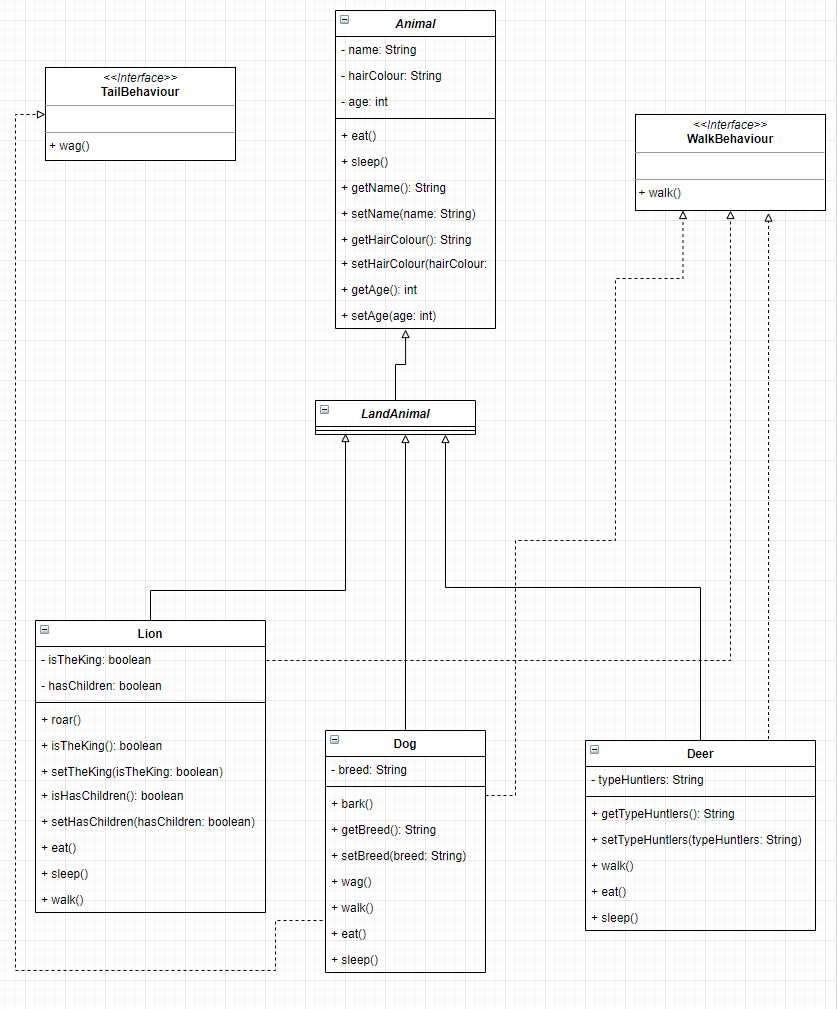 Animal
- name: String
- hairColour: String
- age: int
+ eat()
+ sleep()
+ getName(): String
+ setName(name: String)
+ getHairColour(): String
+ setHairColour(hairColour:
+ getAge(): int
+ setAge(age: int)
<<Interface>>
TailBehaviour
+ wag()
<<Interface>>
WalkBehaviour
+ walk()
LandAnimal
Lion
- isTheKing: boolean
- hasChildren: boolean
+ roar()
+ isTheKing(): boolean
+ setTheKing(isTheKing: boolean)
+ isHasChildren(): boolean
+ setHasChildren(hasChildren: boolean)
+ eat()
+ sleep()
+ walk()
Dog
- breed: String
+ bark()
+ getBreed(): String
+ setBreed(breed: String)
+ wag()
+ walk()
+ eat()
+ sleep()
Deer
- typeHuntlers: String
+ getTypeHuntlers(): String
+ setTypeHuntlers(typeHuntlers: String)
+ walk()
+ eat()
+ sleep()